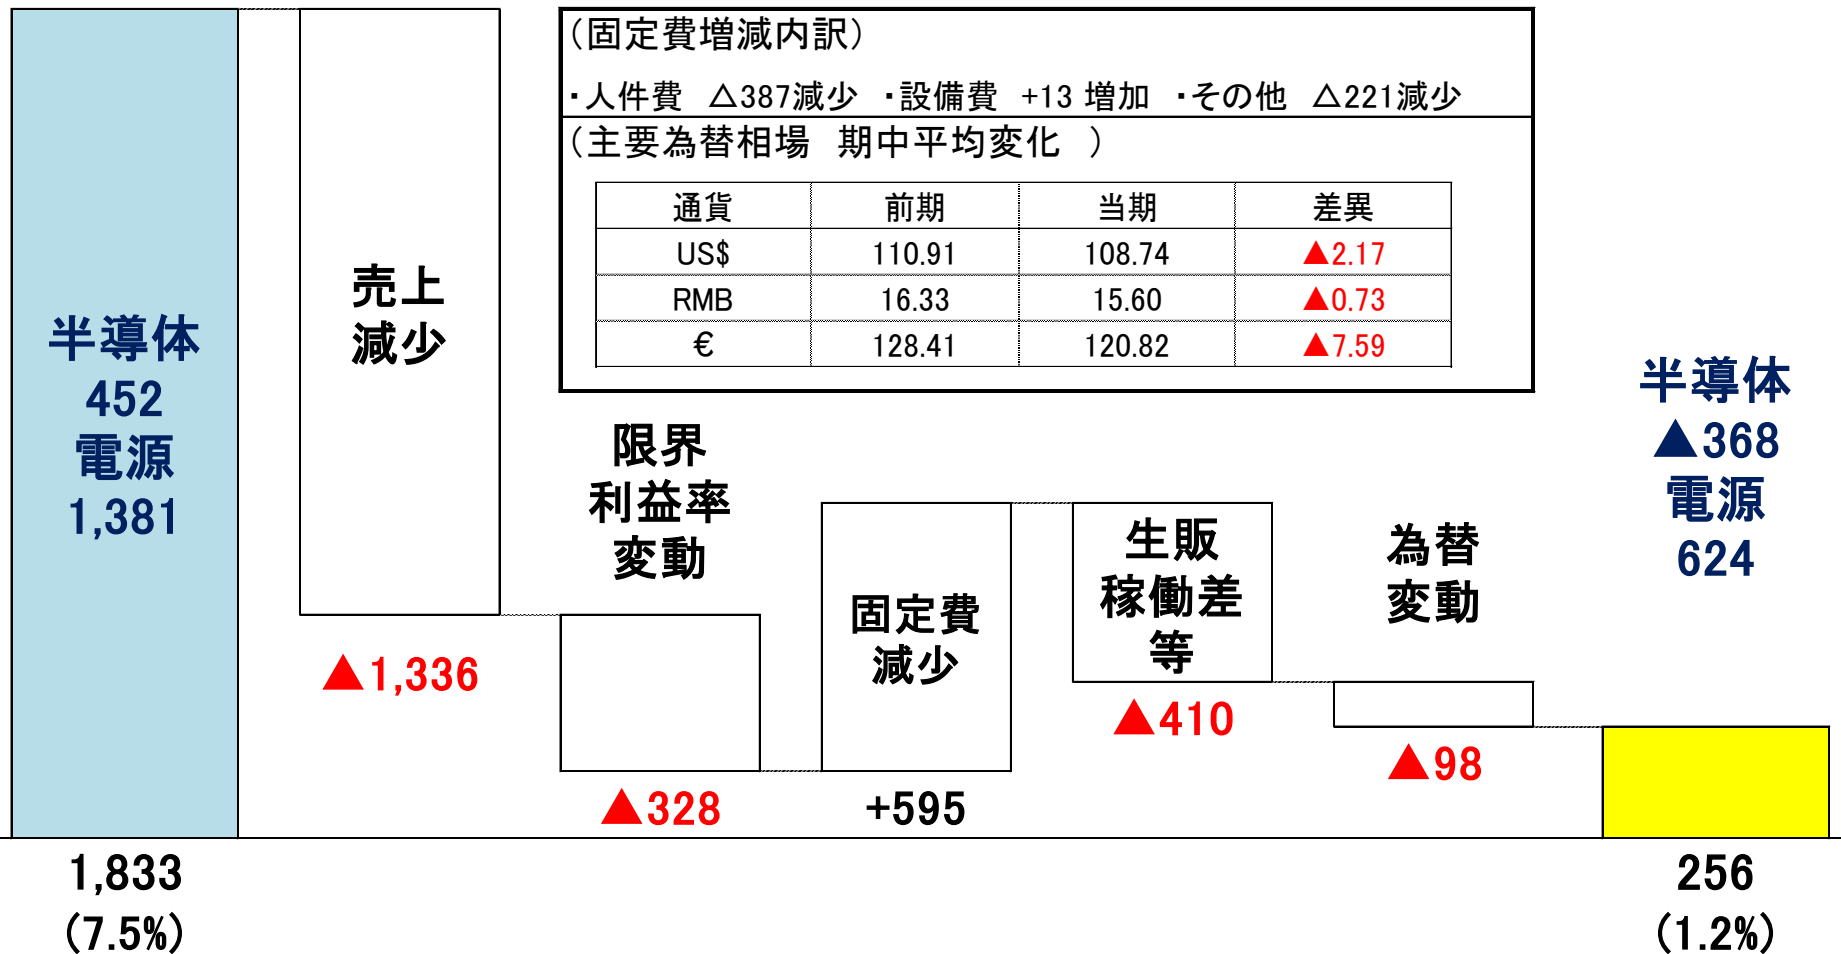 (固定費増減内訳)
・人件費 △387減少 ・設備費 +13 増加 ・その他 △221減少
(主要為替相場 期中平均変化 )
通貨 前期 当期 差異
US$ 110.91 108.74 ▲2.17
RMB 16.33 15.60 ▲0.73
€ 128.41 120.82 ▲7.59
半導体
452
電源
1,381
1,833
(7.5%)
売上
減少
▲1,336
限界
利益率
変動
▲328
固定費
減少
+595
生販
稼働差
等
▲410
為替
変動
▲98
半導体
▲368
電源
624
256
(1.2%)